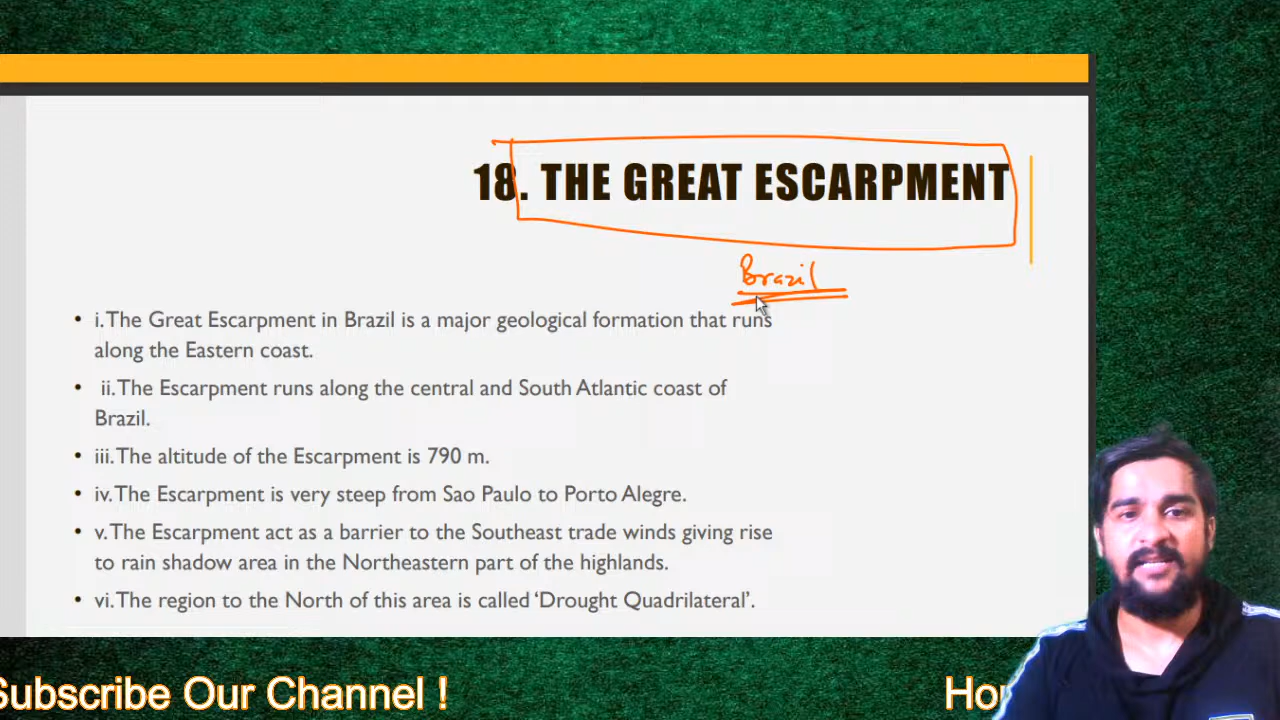 18. THE GREAT ESCARPMENT
Brazil
• i.The Great Escarpment in Brazil is a major geological formation that runs
along the Eastern coast.
• ii.The Escarpment runs along the central and South Atlantic coast of
Brazil.
• iii.The altitude of the Escarpment is 790 m.
• iv.The Escarpment is very steep from Sao Paulo to Porto Alegre.
• v.The Escarpment act as a barrier to the Southeast trade winds giving rise
to rain shadow area in the Northeastern part of the highlands.
• vi.The region to the North of this area is called ‘Drought Quadrilateral’.
Subscribe Our Channel !